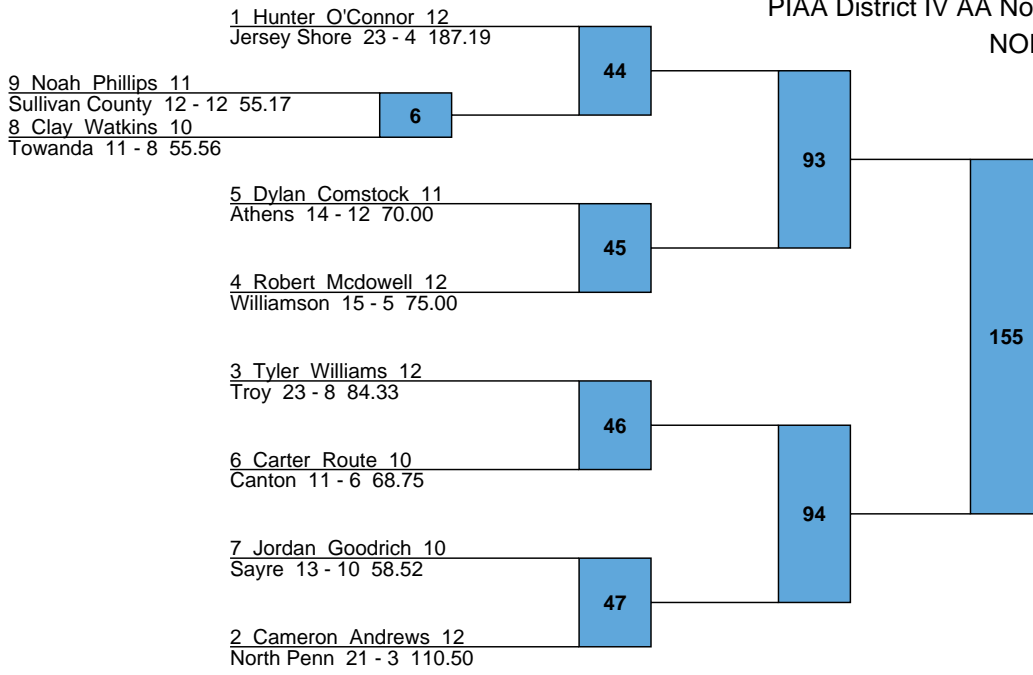 PIAA District IV AA
1 Hunter O'Connor 12
Jersey Shore 23 - 4 187.19
44
9 Noah Phillips 11
Sullivan County 12 - 12 55.17
6
8 Clay Watkins 10
Towanda 11 - 8 55.56
93
5 Dylan Comstock 11
Athens 14 - 12 70.00
45
4 Robert Mcdowell 12
Williamson 15 - 5 75.00
155
3 Tyler Williams 12
Troy 23 - 8 84.33
46
6 Carter Route 10
Canton 11 - 6 68.75
94
7 Jordan Goodrich 10
Sayre 13 - 10 58.52
47
2 Cameron Andrews 12
North Penn 21 - 3 110.50